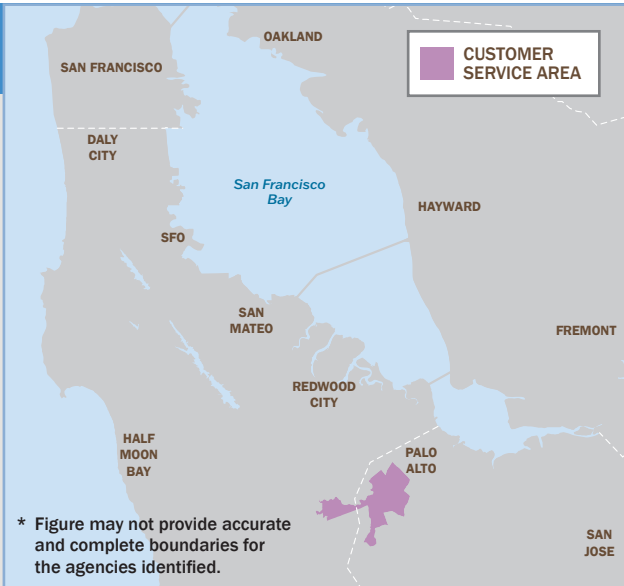 OAKLAND
CUSTOMER
SERVICE AREA
SAN FRANCISCO
DALY
CITY
San Francisco
Bay
HAYWARD
SFO
SAN
MATEO
FREMONT
REDWOOD
CITY
HALF
MOON
BAY
PALO
ALTO
* Figure may not provide accurate
and complete boundaries for
the agencies identified.
SAN
JOSE